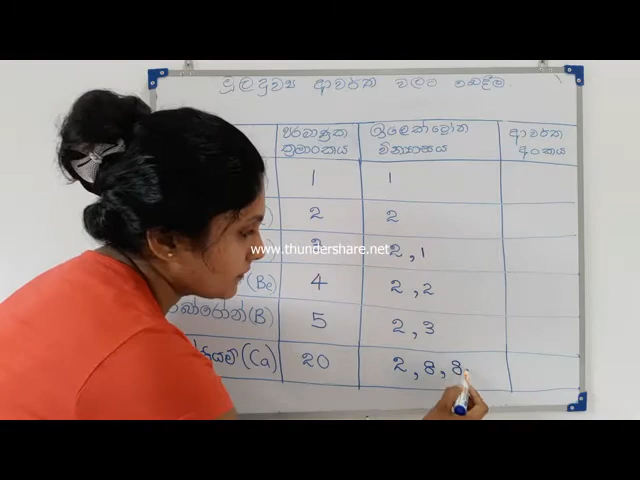 මූලද්‍රව්‍ය ආවර්ත වලට බෙදීම.
පරමාණුක ක්‍රමාංකය ඉලෙක්ට්‍රෝන වින්‍යාසය ආවර්ත අංකය
1 1
2 2
3 2,1
www.thundershare.net
(Be) 4 2,2
බෝරෝන්(B) 5 2,3
(Ca) 20 2,8,8